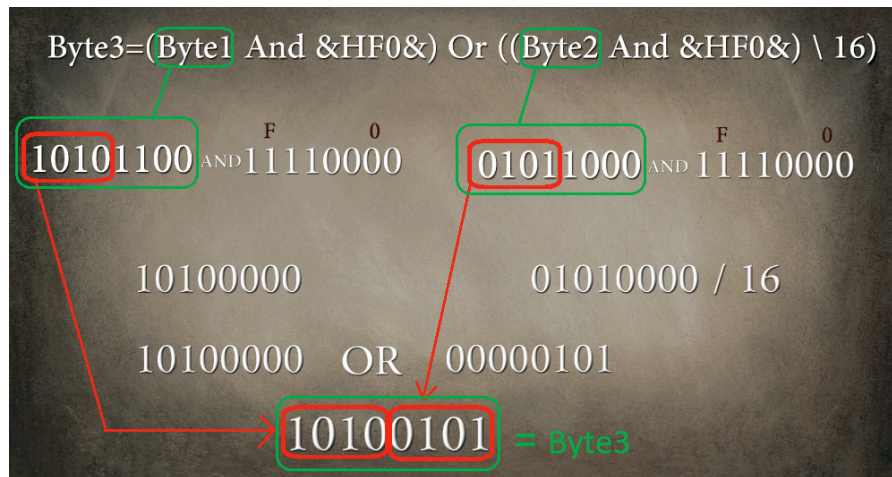 Byte3=(Byte1 And &HF0&) Or ((Byte2 And &HF0&) \ 16)
F 0 F 0
10101100 AND 11110000 01011000 AND 11110000
10100000 01010000 / 16
10100000 OR 00000101
10100101 = Byte3